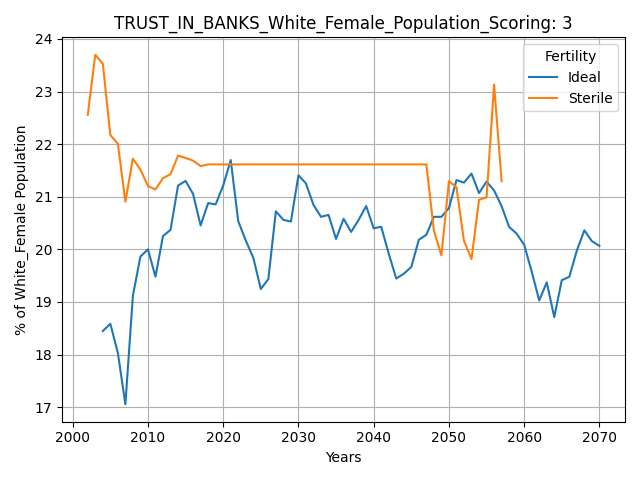 TRUST_IN_BANKS_White_Female_Population_Scoring: 3
Fertility
Ideal
Sterile
% of White_Female Population
24
23
22
21
20
19
18
17
2000
2010
2020
2030
2040
2050
2060
2070
Years